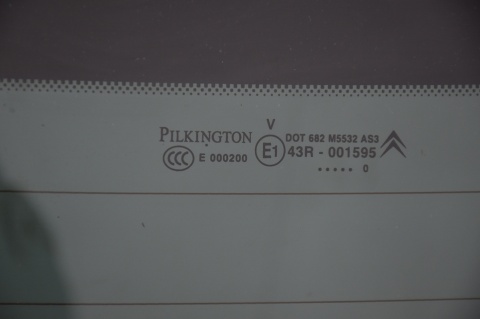 V
PILKINGTON
DOT 682 M5532 AS3
CCC E 000200
E1 43R - 001595
..... 0